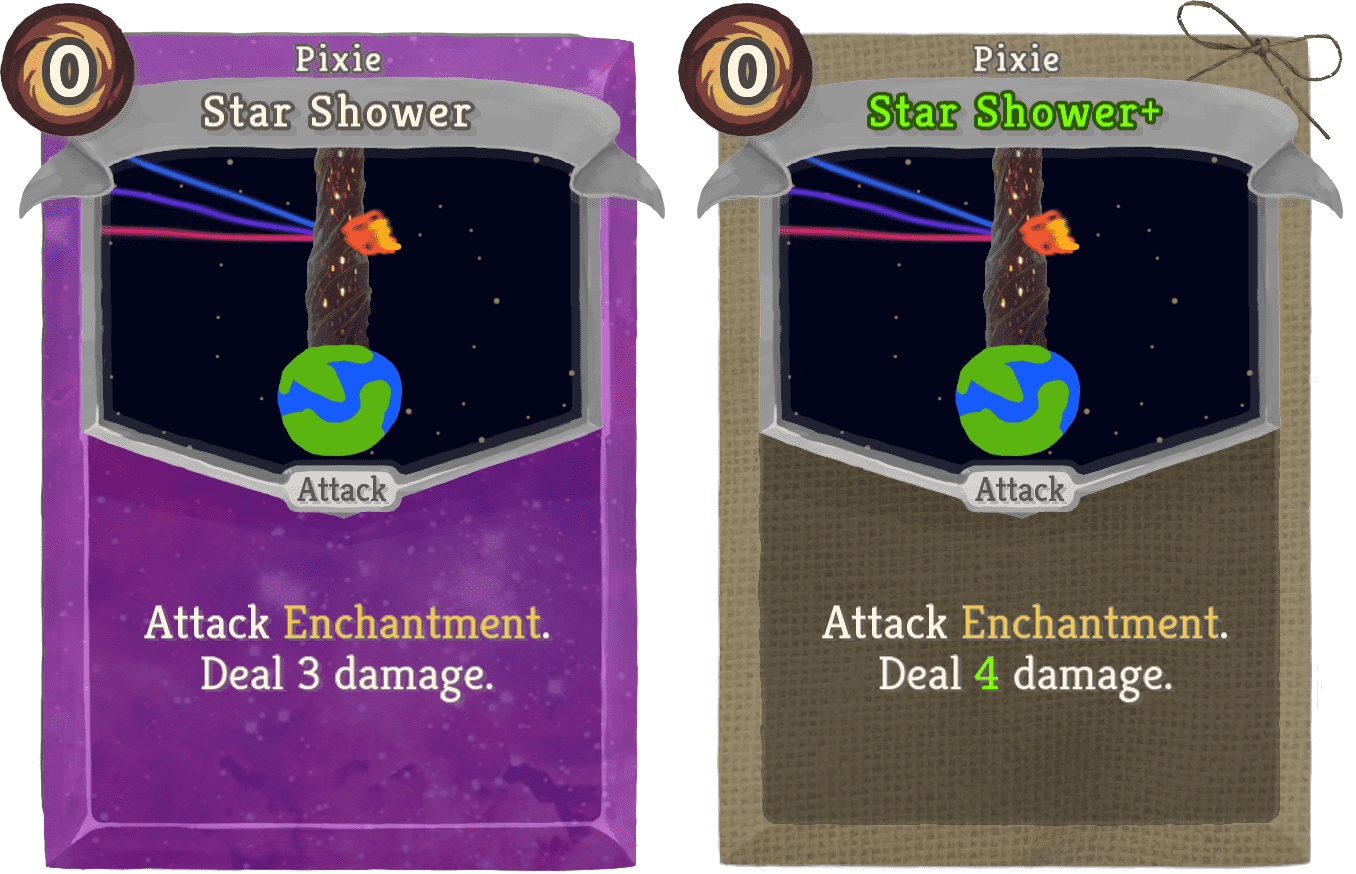 0
Pixie
Star Shower
Attack
Attack Enchantment.
Deal 3 damage.
0
Pixie
Star Shower+
Attack
Attack Enchantment.
Deal 4 damage.